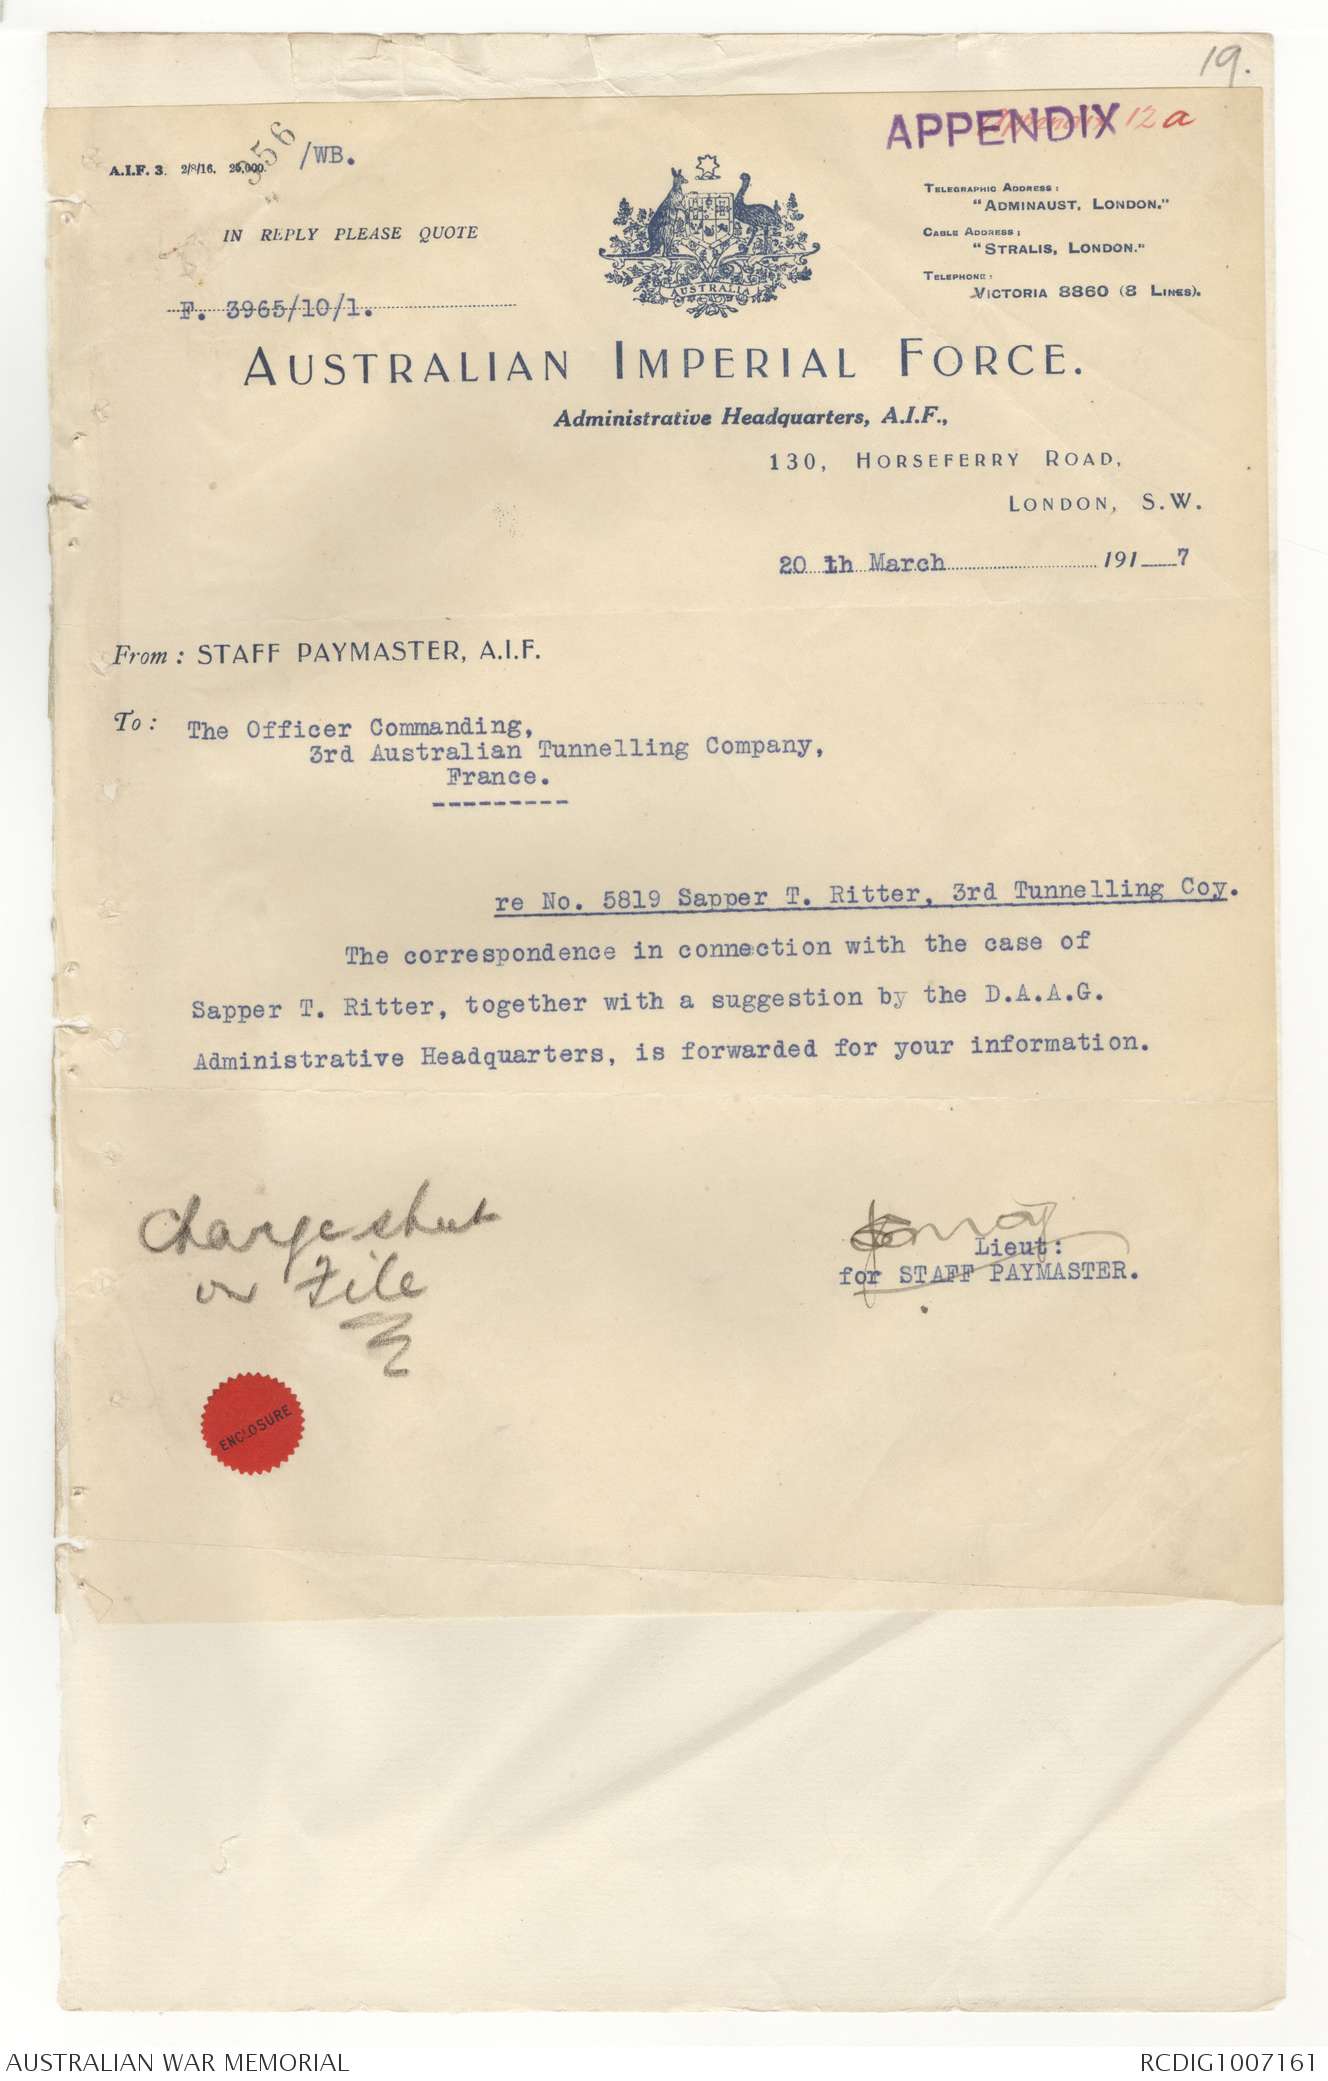 19.
APPENDIX
Appendix 12a
356/WB.
A.I.F. 3. 2/8/16. 25,000.
IN REPLY PLEASE QUOTE
F. 3965/10/1.
AUSTRALIA
TELEGRAPHIC ADDRESS:
"ADMINAUST, LONDON."
CABLE ADDRESS:
"STRALIS, LONDON."
TELEPHONE:
VICTORIA 8860 (8 LINES).
AUSTRALIAN IMPERIAL FORCE.
Administrative Headquarters, A.I.F.,
130, HORSEFERRY ROAD,
LONDON, S.W.
20 th March 191 7
From: STAFF PAYMASTER, A.I.F.
To: The Officer Commanding,
3rd Australian Tunnelling Company,
France.
---------
re No. 5819 Sapper T. Ritter, 3rd Tunnelling Coy.
The correspondence in connection with the case of
Sapper T. Ritter, together with a suggestion by the D.A.A.G.
Administrative Headquarters, is forwarded for your information.
Lieut:
for STAFF PAYMASTER.
Charge sheet
on File
ENCLOSURE
AUSTRALIAN WAR MEMORIAL
RCDIG1007161